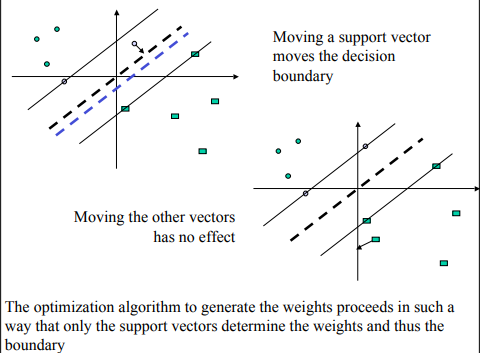 Moving a support vector
moves the decision
boundary
Moving the other vectors
has no effect
The optimization algorithm to generate the weights proceeds in such a
way that only the support vectors determine the weights and thus the
boundary